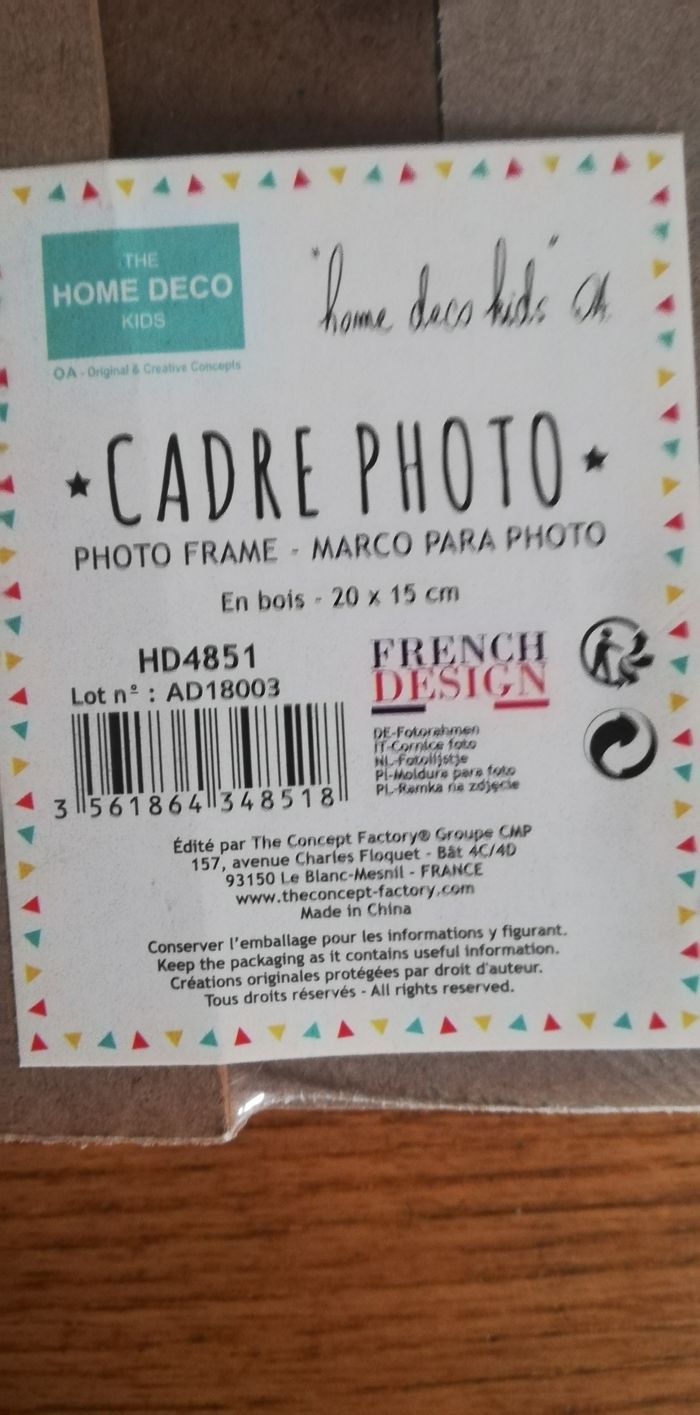 THE
HOME DECO
KIDS
OA - Original & Creative Concepts
"home deco kids" OA
CADRE PHOTO
PHOTO FRAME - MARCO PARA PHOTO
En bois - 20 x 15 cm
HD4851
Lot nº : AD18003
3 561864 348518
FRENCH
DESIGN
DE-Fotorahmen
IT-Cornice foto
NL-Fotolijstje
Pl-Moldura para foto
PL-Ramka na zdjęcie
Édité par The Concept Factory® Groupe CMP
157, avenue Charles Floquet - Bât 4C/4D
93150 Le Blanc-Mesnil - FRANCE
www.theconcept-factory.com
Made in China
Conserver l'emballage pour les informations y figurant.
Keep the packaging as it contains useful information.
Créations originales protégées par droit d'auteur.
Tous droits réservés - All rights reserved.